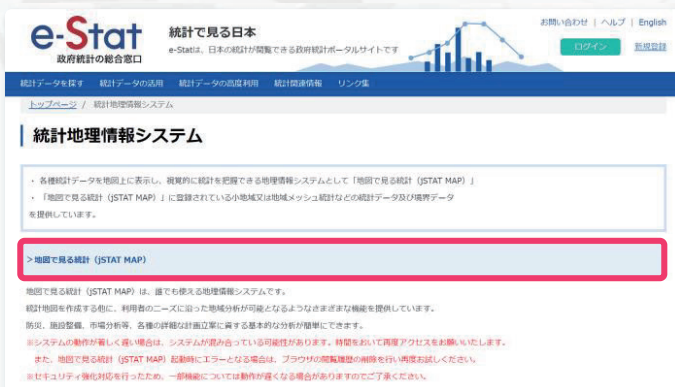 お問い合わせ | ヘルプ | English
e-Stat
政府統計の総合窓口
統計で見る日本
e-Statは、日本の統計が閲覧できる政府統計ポータルサイトです
ログイン
新規登録
統計データを探す 統計データの活用 統計データの高度利用 統計関連情報 リンク集
トップページ / 統計地理情報システム
統計地理情報システム
・ 各種統計データを地図上に表示し、視覚的に統計を把握できる地理情報システムとして「地図で見る統計（jSTAT MAP）」
・ 「地図で見る統計（jSTAT MAP）」に登録されている小地域又は地域メッシュ統計などの統計データ及び境界データ
を提供しています。
＞地図で見る統計（jSTAT MAP）
地図で見る統計（jSTAT MAP）は、誰でも使える地理情報システムです。
統計地図を作成する他に、利用者のニーズに沿った地域分析が可能となるようなさまざまな機能を提供しています。
防災、施設整備、市場分析等、各種の詳細な計画立案に資する基本的な分析が簡単にできます。
※システムの動作が著しく遅い場合は、システムが混み合っている可能性があります。時間をおいて再度アクセスをお願いいたします。
また、地図で見る統計（jSTAT MAP）起動時にエラーとなる場合は、ブラウザの閲覧履歴の削除を行い再度お試しください。
※セキュリティ強化対応を行ったため、一部機能については動作が遅くなる場合がありますのでご了承ください。